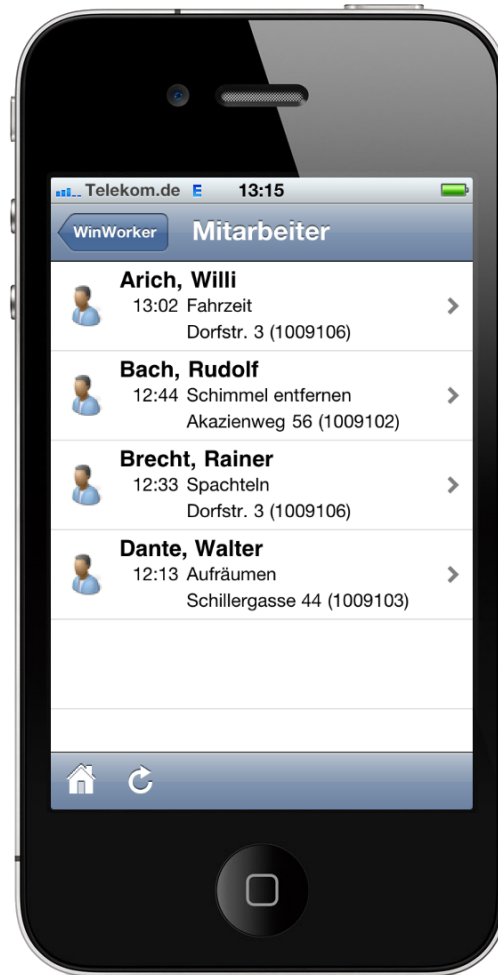 Telekom.de E 13:15
WinWorker Mitarbeiter
Arich, Willi
13:02 Fahrzeit
Dorfstr. 3 (1009106)
Bach, Rudolf
12:44 Schimmel entfernen
Akazienweg 56 (1009102)
Brecht, Rainer
12:33 Spachteln
Dorfstr. 3 (1009106)
Dante, Walter
12:13 Aufräumen
Schillergasse 44 (1009103)